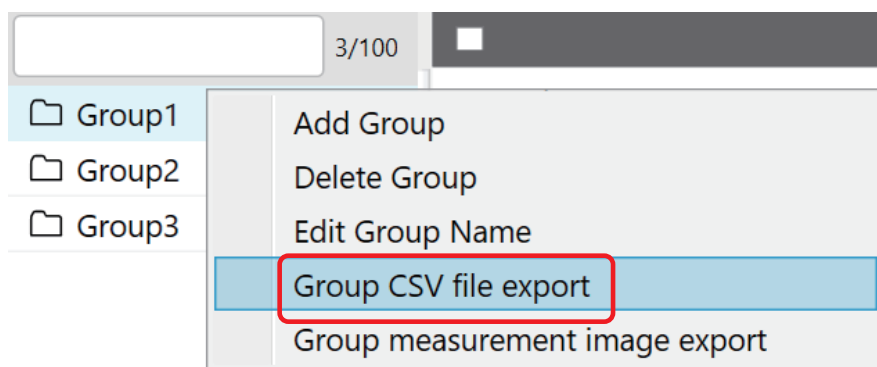 3/100
Group1
Group2
Group3
Add Group
Delete Group
Edit Group Name
Group CSV file export
Group measurement image export